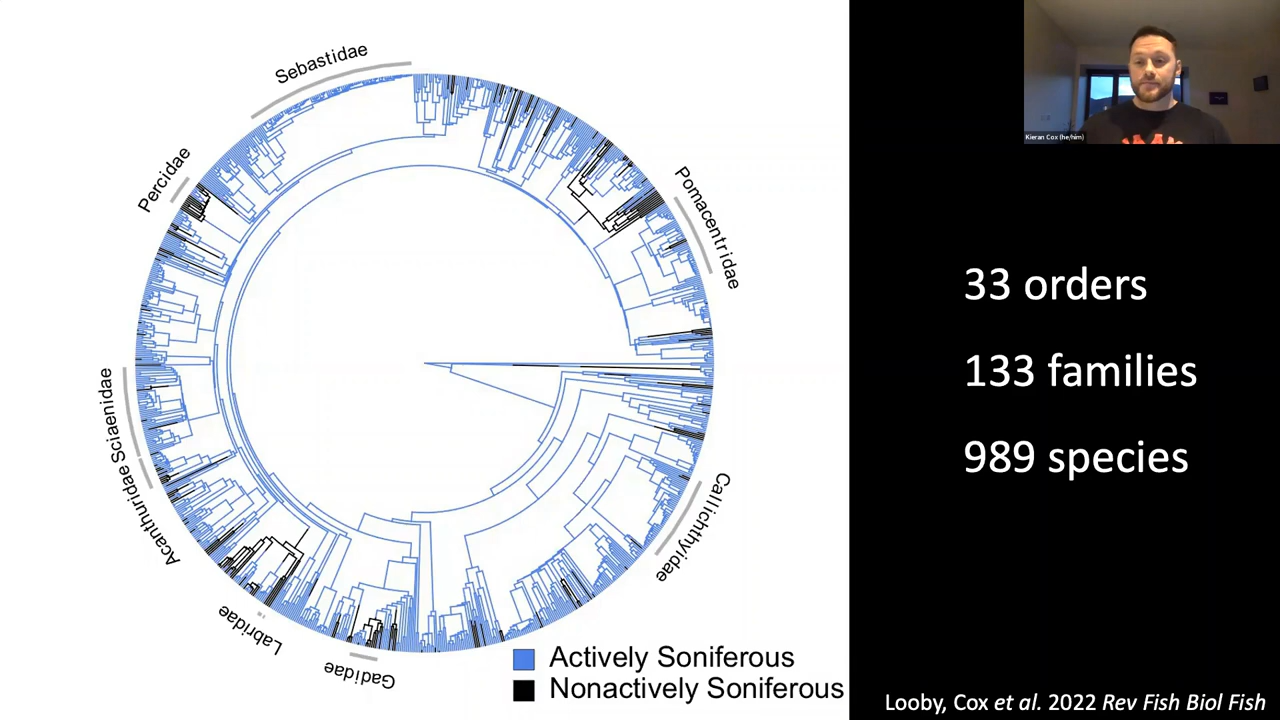 Sebastidae
Percidae
Pomacentridae
Sciaenidae
Acanthuridae
Callichthyidae
Labridae
Gadidae
Actively Soniferous
Nonactively Soniferous
Kieran Cox (he/him)
33 orders
133 families
989 species
Looby, Cox et al. 2022 Rev Fish Biol Fish